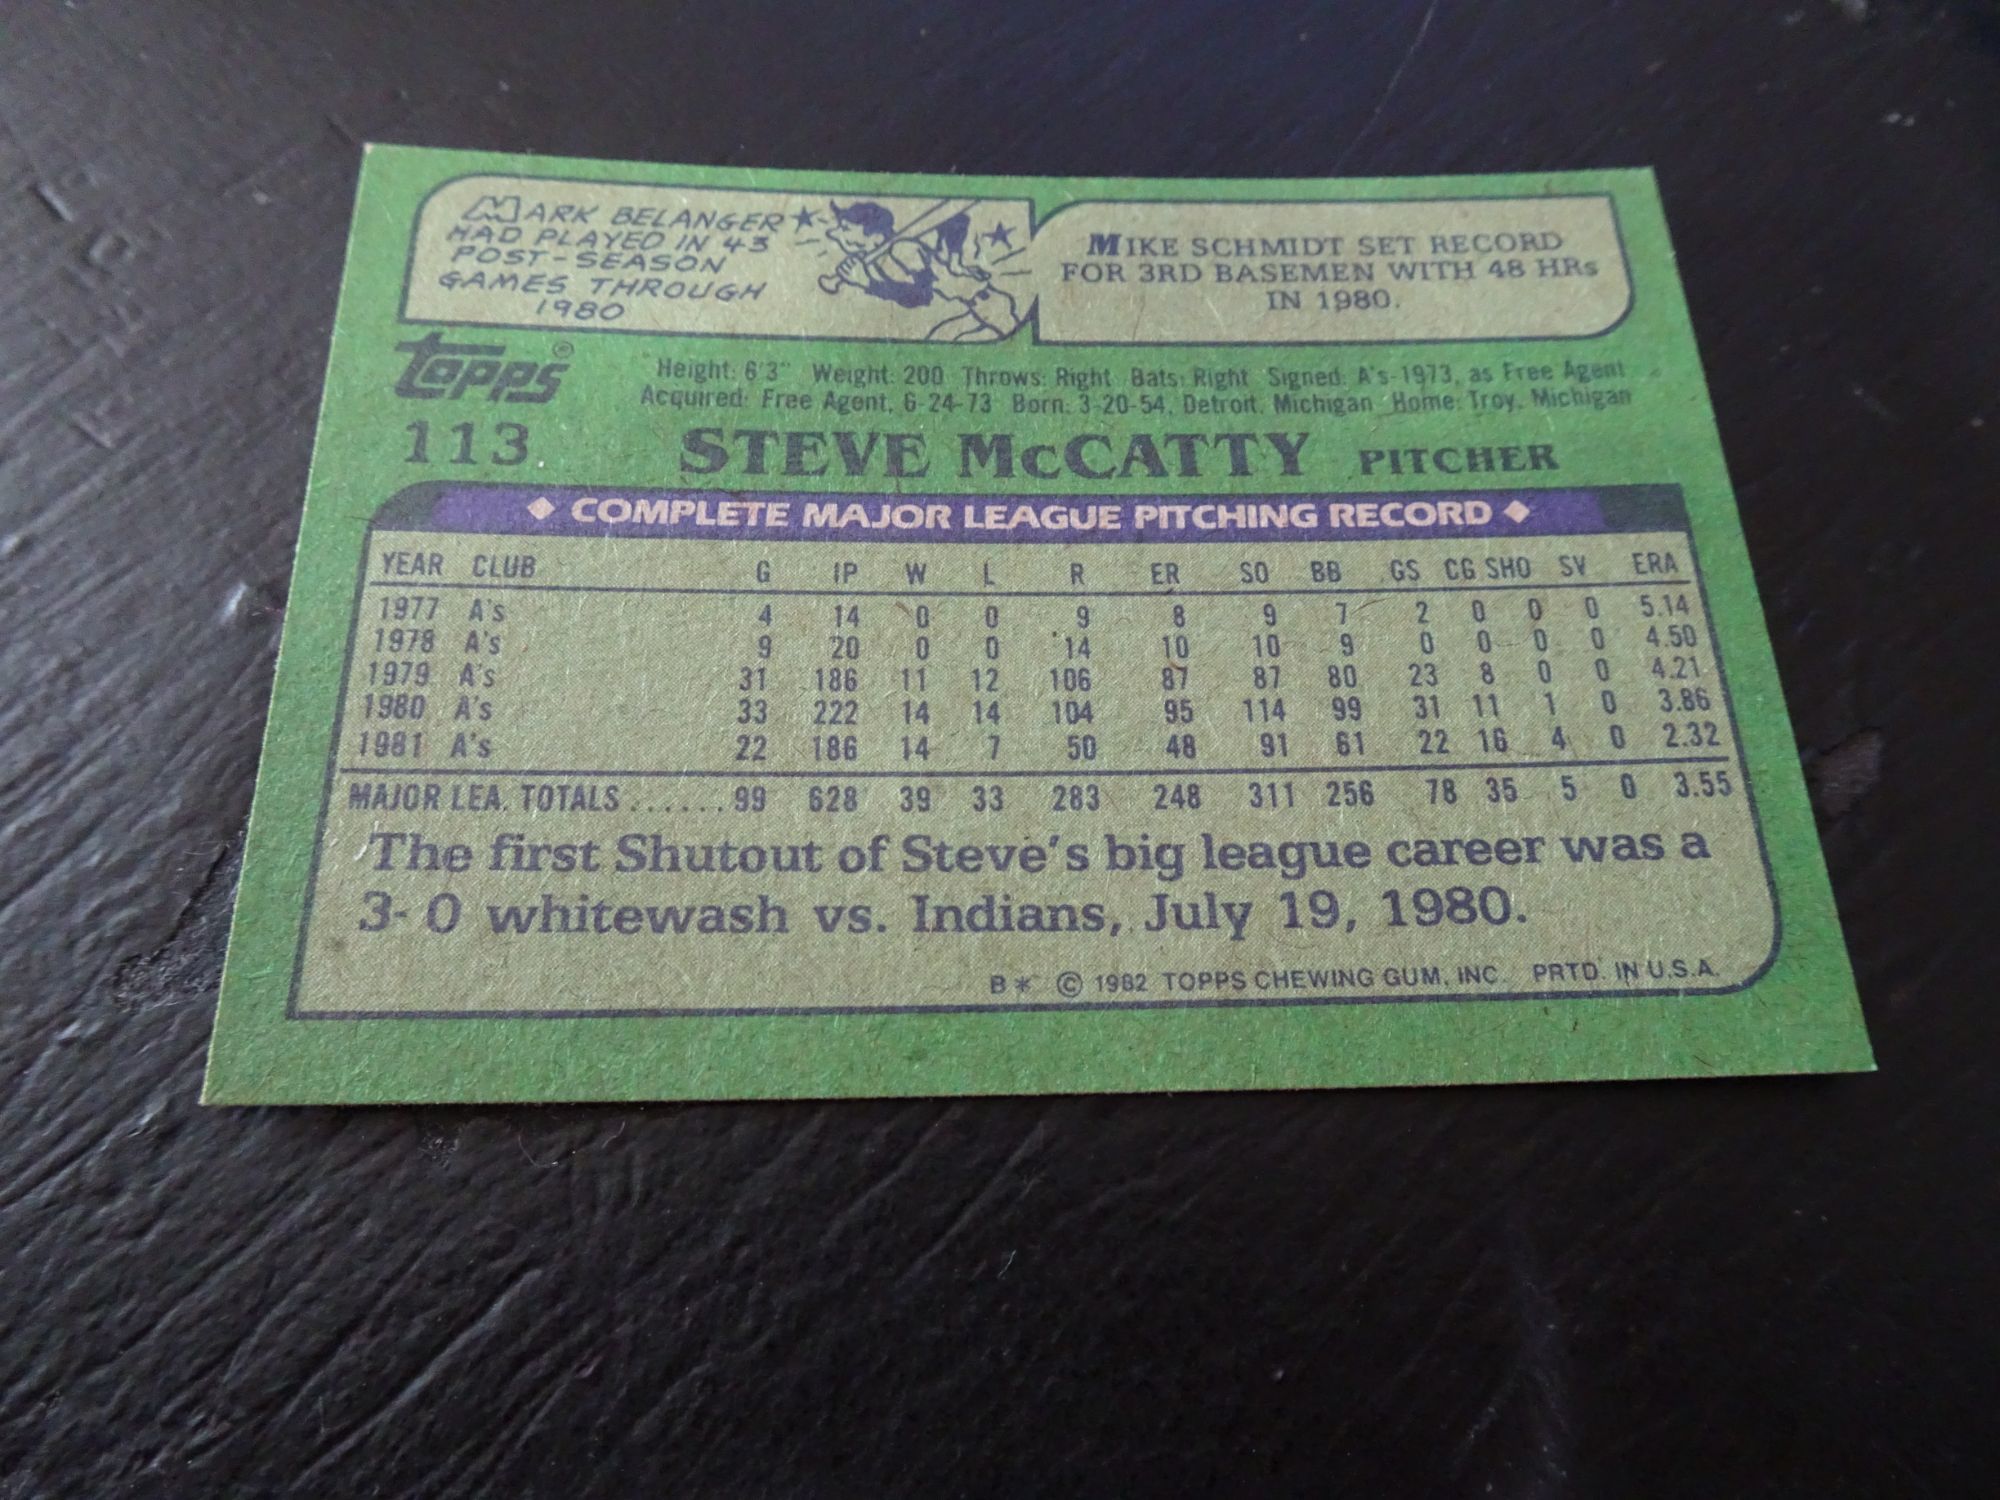 MARK BELANGER
HAD PLAYED IN 43
POST-SEASON
GAMES THROUGH
1980
MIKE SCHMIDT SET RECORD
FOR 3RD BASEMEN WITH 48 HRs
IN 1980.
topps®
Height: 6'3" Weight: 200 Throws: Right Bats: Right Signed: A's-1973, as Free Agent
Acquired: Free Agent, 6-24-73 Born: 3-20-54, Detroit, Michigan Home: Troy, Michigan
113 STEVE McCATTY PITCHER
◆ COMPLETE MAJOR LEAGUE PITCHING RECORD ◆
YEAR CLUB G IP W L R ER SO BB GS CG SHO SV ERA
1977 A's 4 14 0 0 9 8 9 7 2 0 0 0 5.14
1978 A's 9 20 0 0 14 10 10 9 0 0 0 0 4.50
1979 A's 31 186 11 12 106 87 87 80 23 8 0 0 4.21
1980 A's 33 222 14 14 104 95 114 99 31 11 1 0 3.86
1981 A's 22 186 14 7 50 48 91 61 22 16 4 0 2.32
MAJOR LEA. TOTALS ...... 99 628 39 33 283 248 311 256 78 35 5 0 3.55
The first Shutout of Steve's big league career was a
3-0 whitewash vs. Indians, July 19, 1980.
B* © 1982 TOPPS CHEWING GUM, INC. PRTD. IN U.S.A.